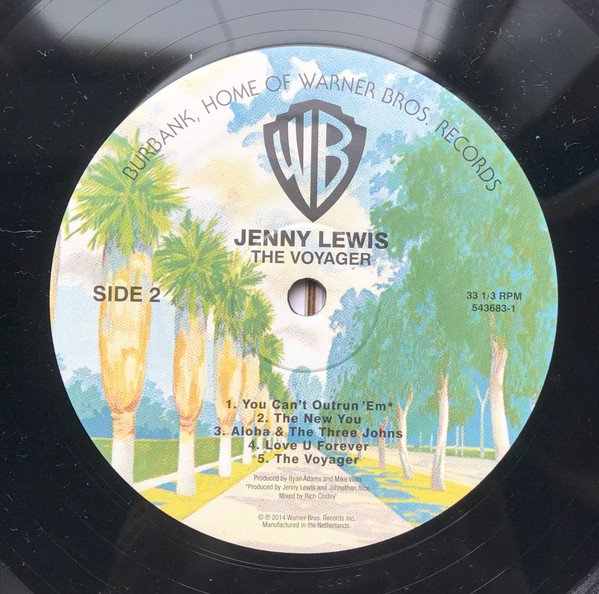 BURBANK, HOME OF WARNER BROS. RECORDS
WB
JENNY LEWIS
THE VOYAGER
SIDE 2
33 1/3 RPM
543683-1
1. You Can't Outrun 'Em*
2. The New You
3. Aloha & The Three Johns
4. Love U Forever
5. The Voyager
Produced by Ryan Adams and Mike Viola
*Produced by Jenny Lewis and Johnathan Rice
Mixed by Rich Costey
© ℗ 2014 Warner Bros. Records Inc.
Manufactured in the Netherlands.